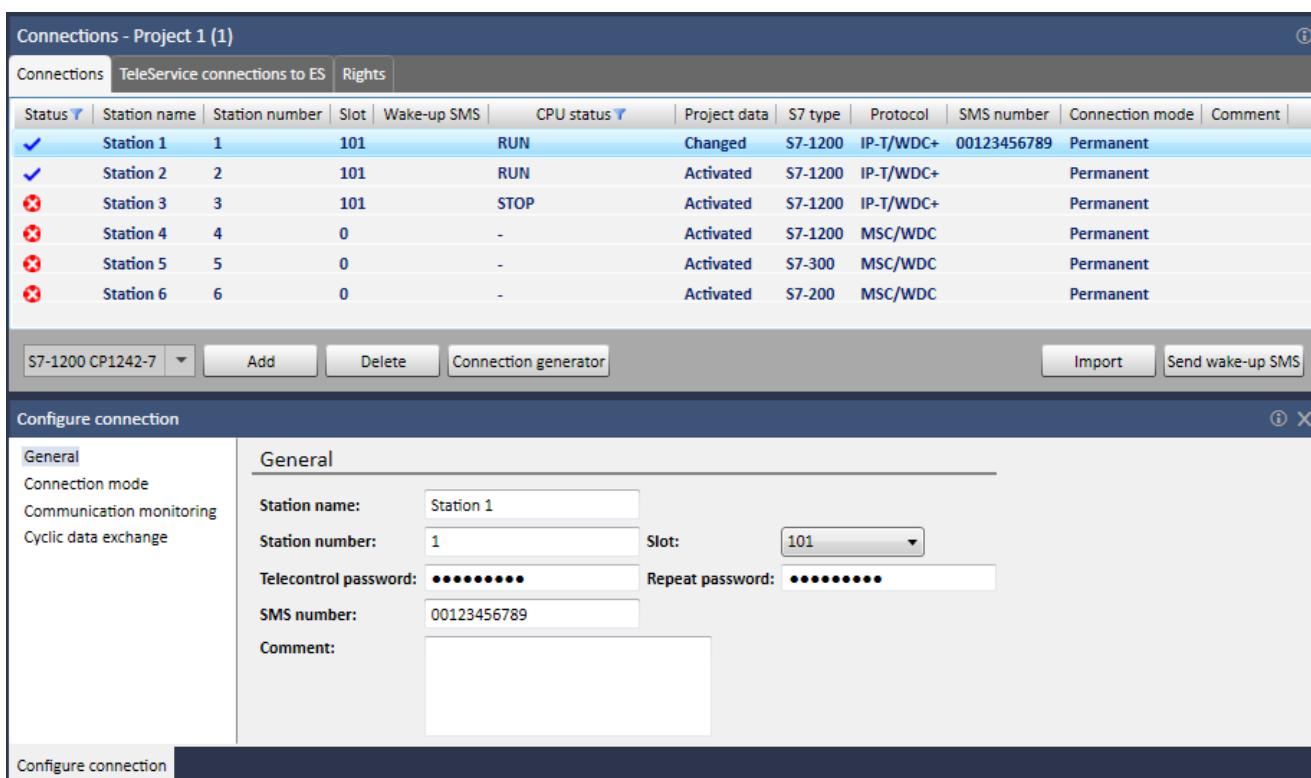 Connections - Project 1 (1)
Connections TeleService connections to ES Rights
Status Station name Station number Slot Wake-up SMS CPU status Project data S7 type Protocol SMS number Connection mode Comment
Station 1 1 101 RUN Changed S7-1200 IP-T/WDC+ 00123456789 Permanent
Station 2 2 101 RUN Activated S7-1200 IP-T/WDC+ Permanent
Station 3 3 101 STOP Activated S7-1200 IP-T/WDC+ Permanent
Station 4 4 0 - Activated S7-1200 MSC/WDC Permanent
Station 5 5 0 - Activated S7-300 MSC/WDC Permanent
Station 6 6 0 - Activated S7-200 MSC/WDC Permanent
S7-1200 CP1242-7 Add Delete Connection generator Import Send wake-up SMS
Configure connection
General
Connection mode
Communication monitoring
Cyclic data exchange
General
Station name: Station 1
Station number: 1 Slot: 101
Telecontrol password: ●●●●●●●●● Repeat password: ●●●●●●●●●
SMS number: 00123456789
Comment:
Configure connection